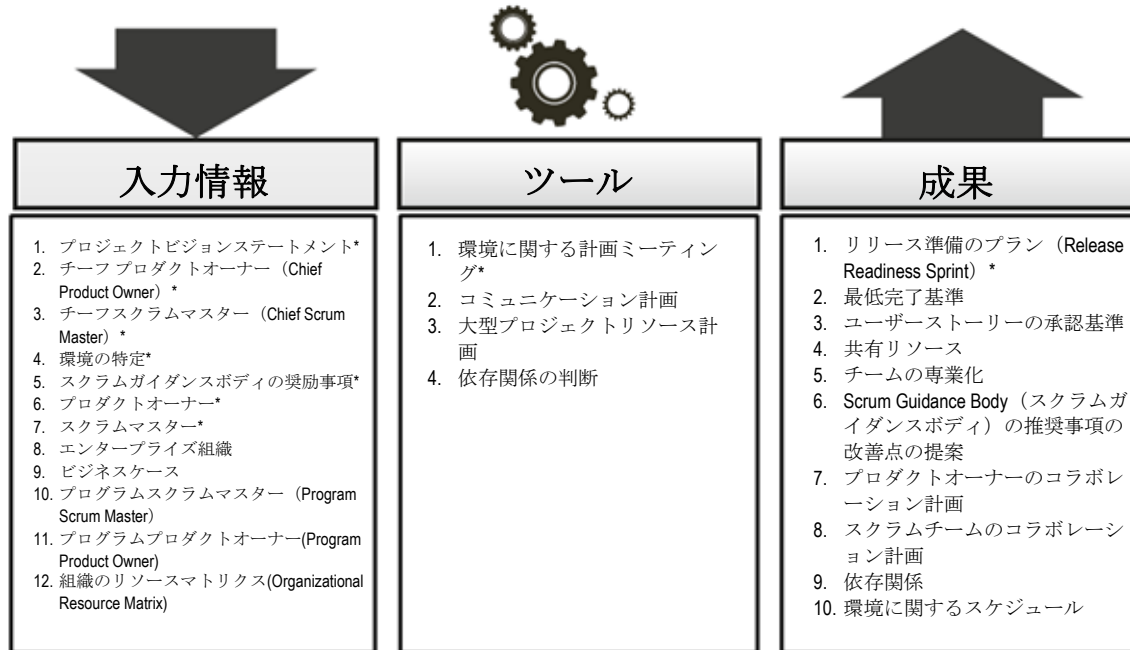 入力情報
1. プロジェクトビジョンステートメント*
2. チーフ プロダクトオーナー（Chief
Product Owner）*
3. チーフスクラムマスター（Chief Scrum
Master）*
4. 環境の特定*
5. スクラムガイダンスボディの奨励事項*
6. プロダクトオーナー*
7. スクラムマスター*
8. エンタープライズ組織
9. ビジネスケース
10. プログラムスクラムマスター（Program
Scrum Master）
11. プログラムプロダクトオーナー(Program
Product Owner)
12. 組織のリソースマトリクス(Organizational
Resource Matrix)
ツール
1. 環境に関する計画ミーティン
グ*
2. コミュニケーション計画
3. 大型プロジェクトリソース計
画
4. 依存関係の判断
成果
1. リリース準備のプラン（Release
Readiness Sprint）*
2. 最低完了基準
3. ユーザーストーリーの承認基準
4. 共有リソース
5. チームの専業化
6. Scrum Guidance Body（スクラムガ
イダンスボディ）の推奨事項の
改善点の提案
7. プロダクトオーナーのコラボレ
ーション計画
8. スクラムチームのコラボレーシ
ョン計画
9. 依存関係
10. 環境に関するスケジュール